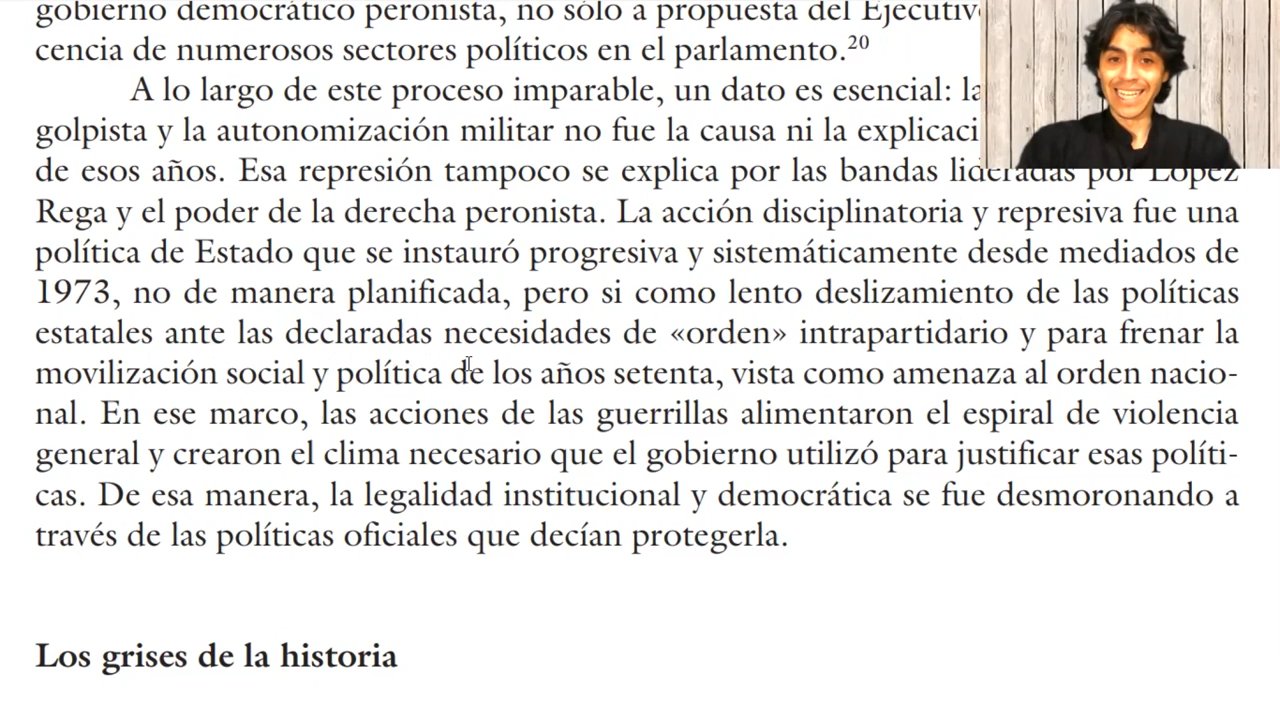 gobierno democrático peronista, no sólo a propuesta del Ejecutiv
cencia de numerosos sectores políticos en el parlamento.20
A lo largo de este proceso imparable, un dato es esencial: la
golpista y la autonomización militar no fue la causa ni la explicaci
de esos años. Esa represión tampoco se explica por las bandas lideradas por López
Rega y el poder de la derecha peronista. La acción disciplinatoria y represiva fue una
política de Estado que se instauró progresiva y sistemáticamente desde mediados de
1973, no de manera planificada, pero si como lento deslizamiento de las políticas
estatales ante las declaradas necesidades de «orden» intrapartidario y para frenar la
movilización social y política de los años setenta, vista como amenaza al orden nacio-
nal. En ese marco, las acciones de las guerrillas alimentaron el espiral de violencia
general y crearon el clima necesario que el gobierno utilizó para justificar esas políti-
cas. De esa manera, la legalidad institucional y democrática se fue desmoronando a
través de las políticas oficiales que decían protegerla.
Los grises de la historia